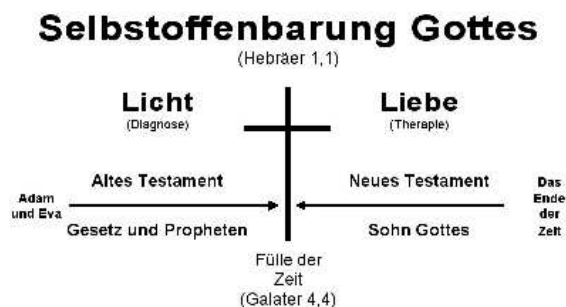 Selbstoffenbarung Gottes
(Hebräer 1,1)
Licht
(Diagnose)
Liebe
(Therapie)
Adam
und Eva
Altes Testament
Gesetz und Propheten
Neues Testament
Sohn Gottes
Das
Ende
der
Zeit
Fülle der
Zeit
(Galater 4,4)